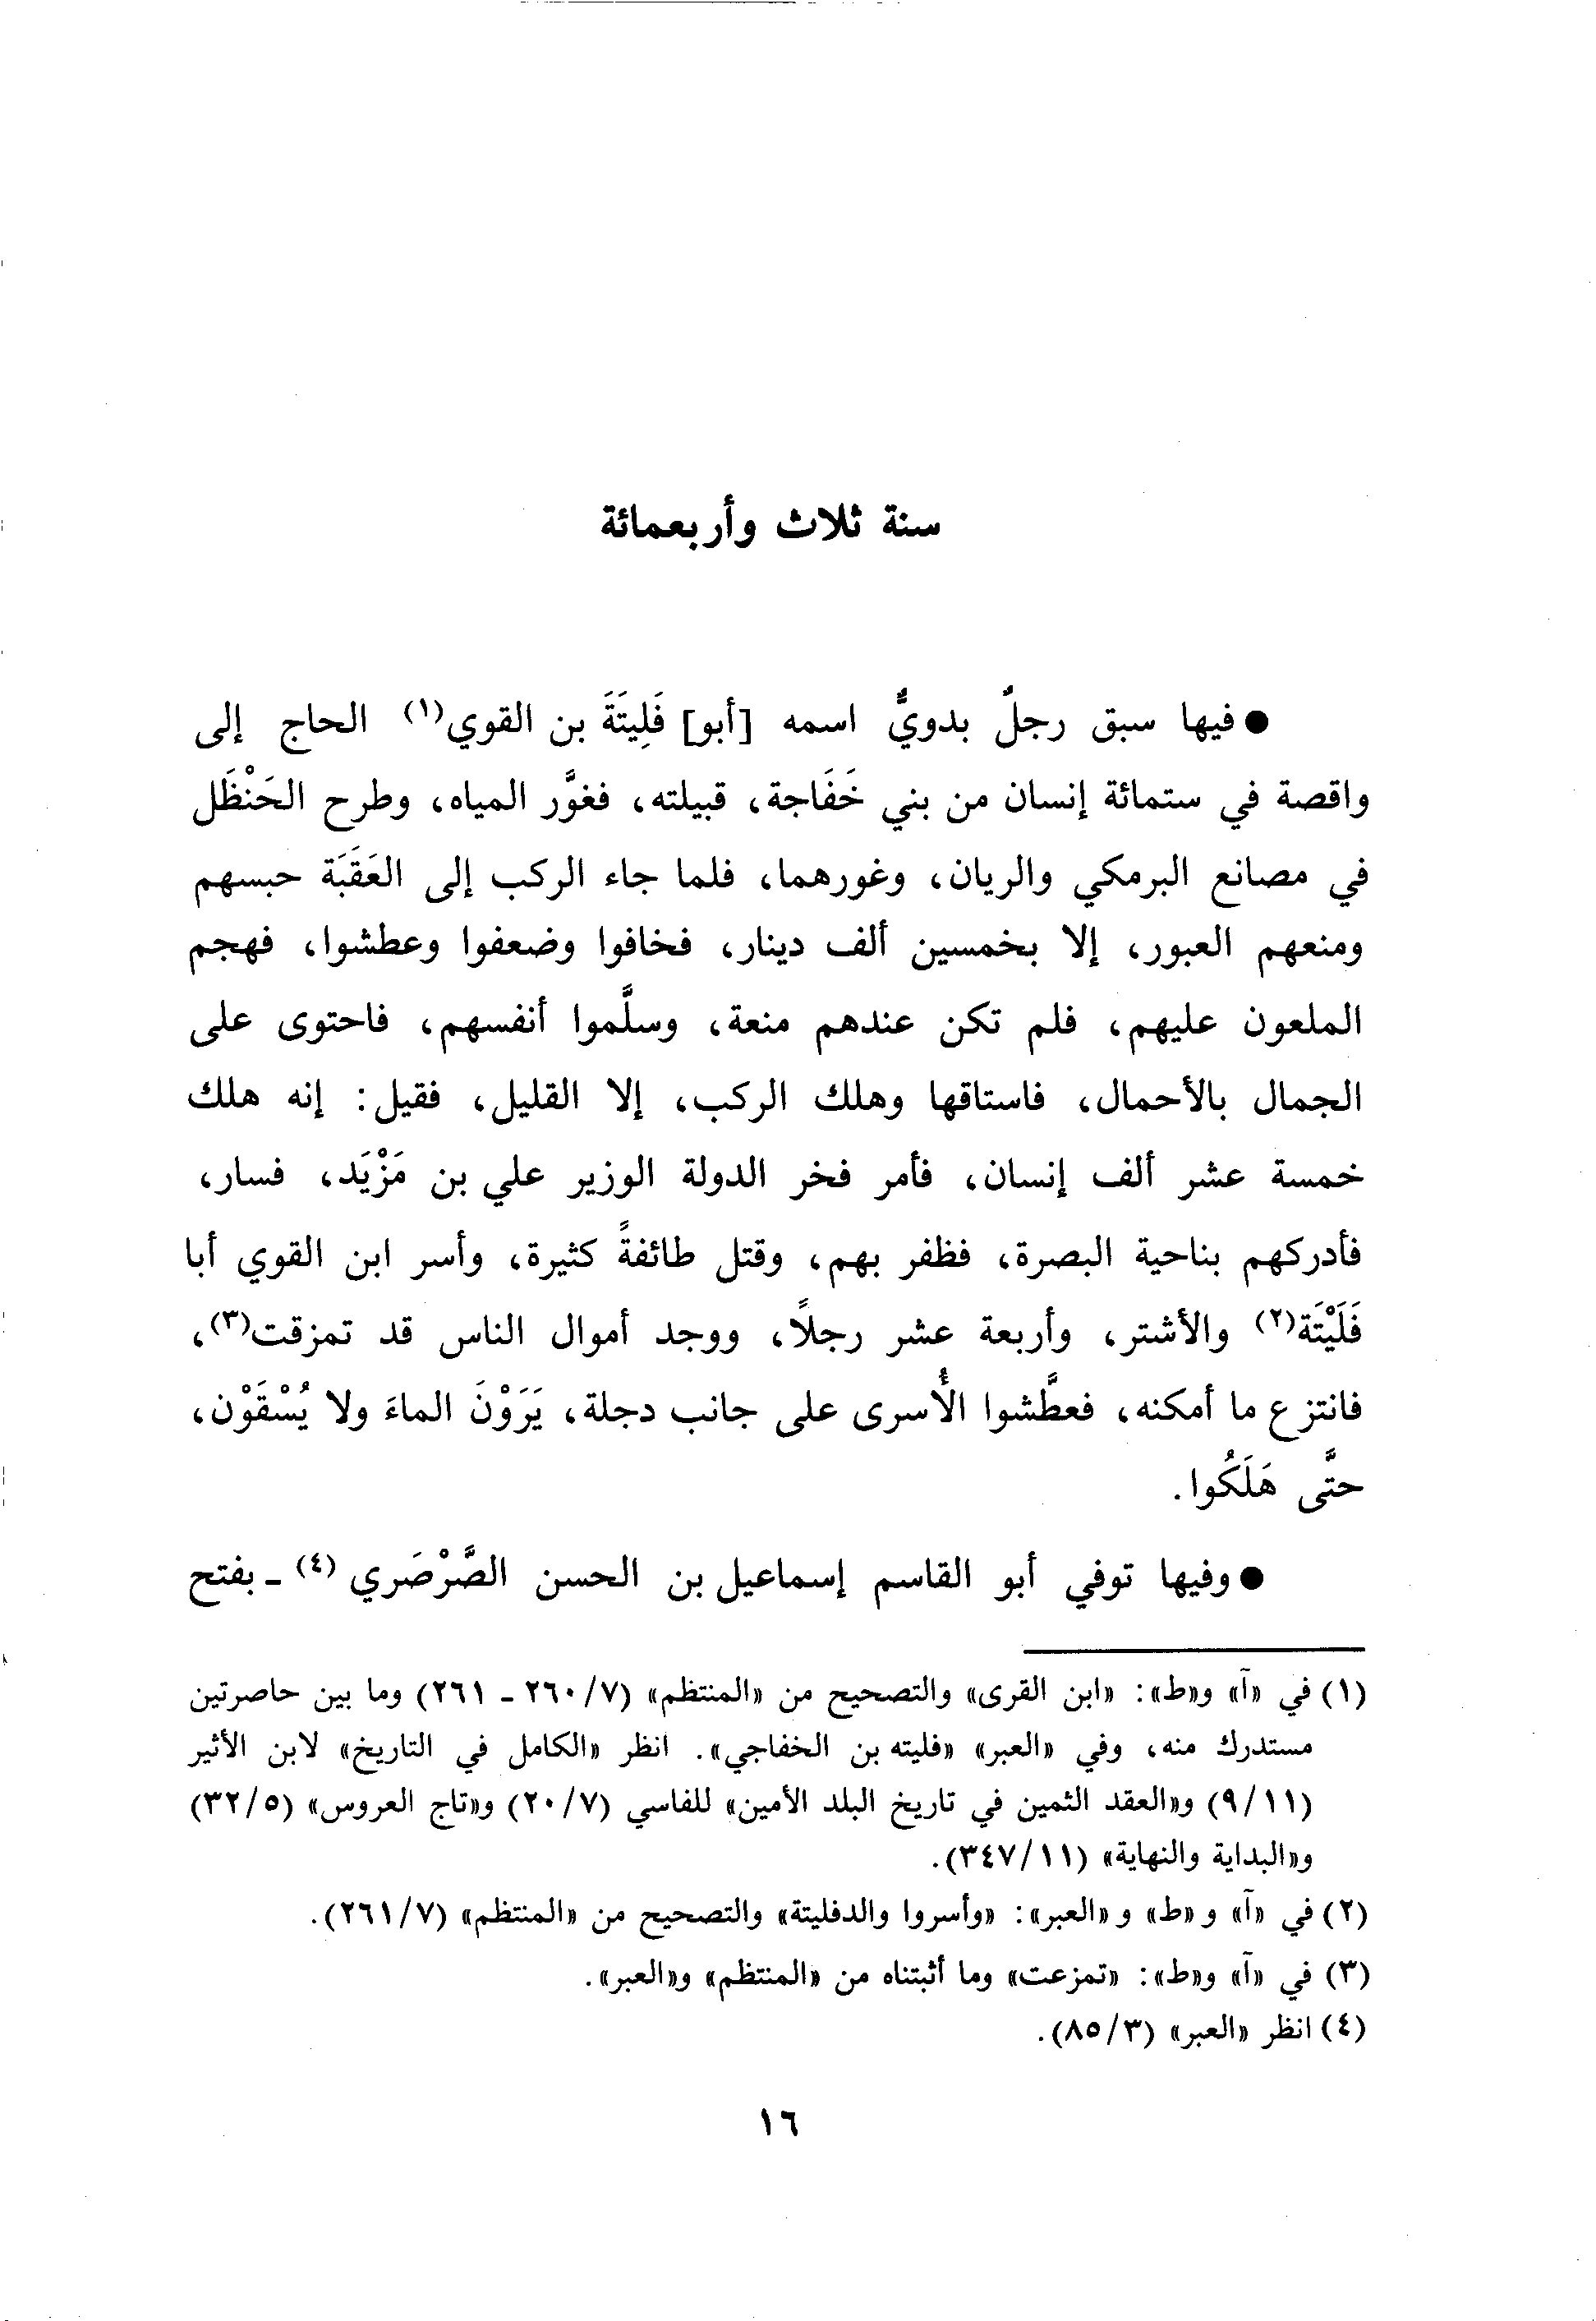 سنة ثلاث وأربعمائة
● فيها سبق رجلٌ بدويٌّ اسمه [أبو] فَلِيتَةَ بن القوي(١) الحاج إلى
واقصة في ستمائة إنسان من بني خَفَاجة، قبيلته، فغوَّر المياه، وطرح الحَنْظَل
في مصانع البرمكي والريان، وغورهما، فلما جاء الركب إلى العَقَبَة حبسهم
ومنعهم العبور، إلا بخمسين ألف دينار، فخافوا وضعفوا وعطشوا، فهجم
الملعون عليهم، فلم تكن عندهم منعة، وسلَّموا أنفسهم، فاحتوى على
الجمال بالأحمال، فاستاقها وهلك الركب، إلا القليل، فقيل: إنه هلك
خمسة عشر ألف إنسان، فأمر فخر الدولة الوزير علي بن مَزْيَد، فسار،
فأدركهم بناحية البصرة، فظفر بهم، وقتل طائفةً كثيرة، وأسر ابن القوي أبا
فَلَيْتَة(٢) والأشتر، وأربعة عشر رجلاً، ووجد أموال الناس قد تمزقت(٣)،
فانتزع ما أمكنه، فعطَّشوا الأُسرى على جانب دجلة، يَرَوْنَ الماءَ ولا يُسْقَوْن،
حتَّى هَلَكُوا.
● وفيها توفي أبو القاسم إسماعيل بن الحسن الصَّرْصَري (٤) ـ بفتح
(١) في «آ» و«ط»: «ابن القرى» والتصحيح من «المنتظم» (٧/ ٢٦٠ ـ ٢٦١) وما بين حاصرتين
مستدرك منه، وفي «العبر» «فليته بن الخفاجي». انظر «الكامل في التاريخ» لابن الأثير
(٩/١١) و«العقد الثمين في تاريخ البلد الأمين» للفاسي (٧/ ٢٠) و«تاج العروس» (٥/ ٣٢)
و«البداية والنهاية» (١١/ ٣٤٧).
(٢) في «آ» و «ط» و «العبر»: «وأسروا والدفليتة» والتصحيح من «المنتظم» (٧/ ٢٦١).
(٣) في «آ» و«ط»: «تمزعت» وما أثبتناه من «المنتظم» و«العبر».
(٤) انظر «العبر» (٣/ ٨٥).
١٦